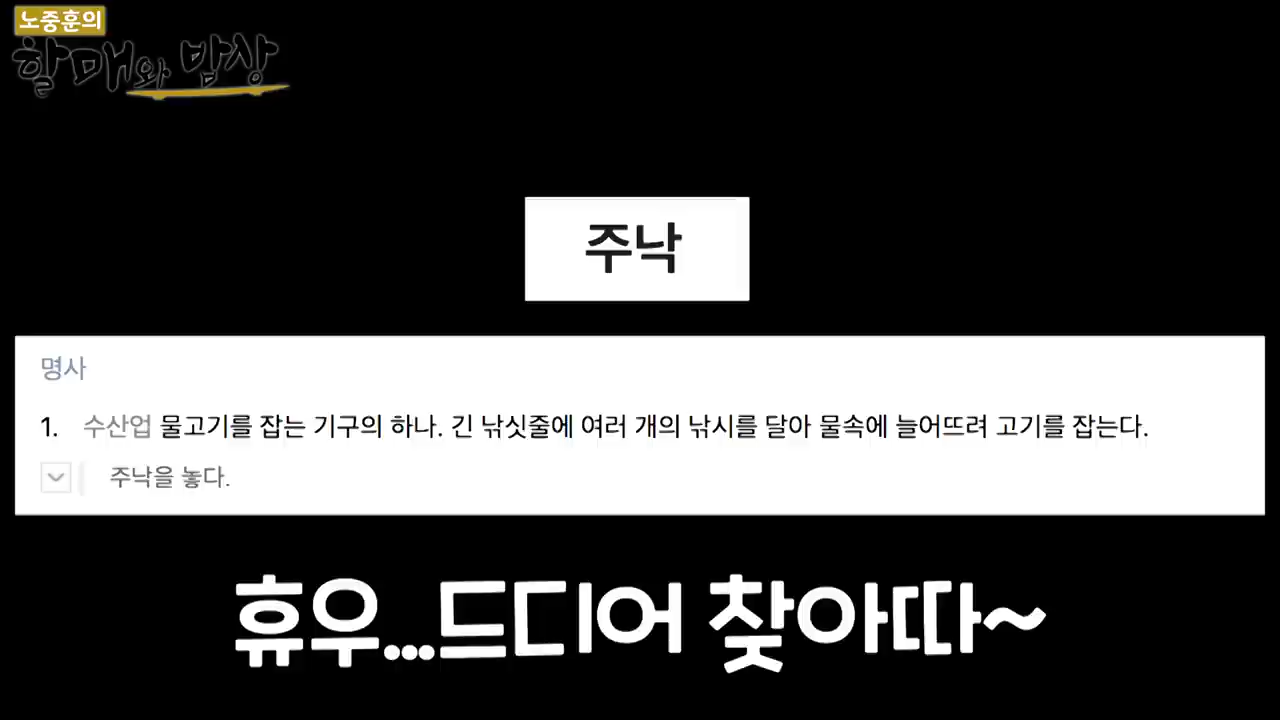 노중훈의
할매와 밥상
주낙
명사
1. 수산업 물고기를 잡는 기구의 하나. 긴 낚싯줄에 여러 개의 낚시를 달아 물속에 늘어뜨려 고기를 잡는다.
주낙을 놓다.
휴우...드디어 찾아따~